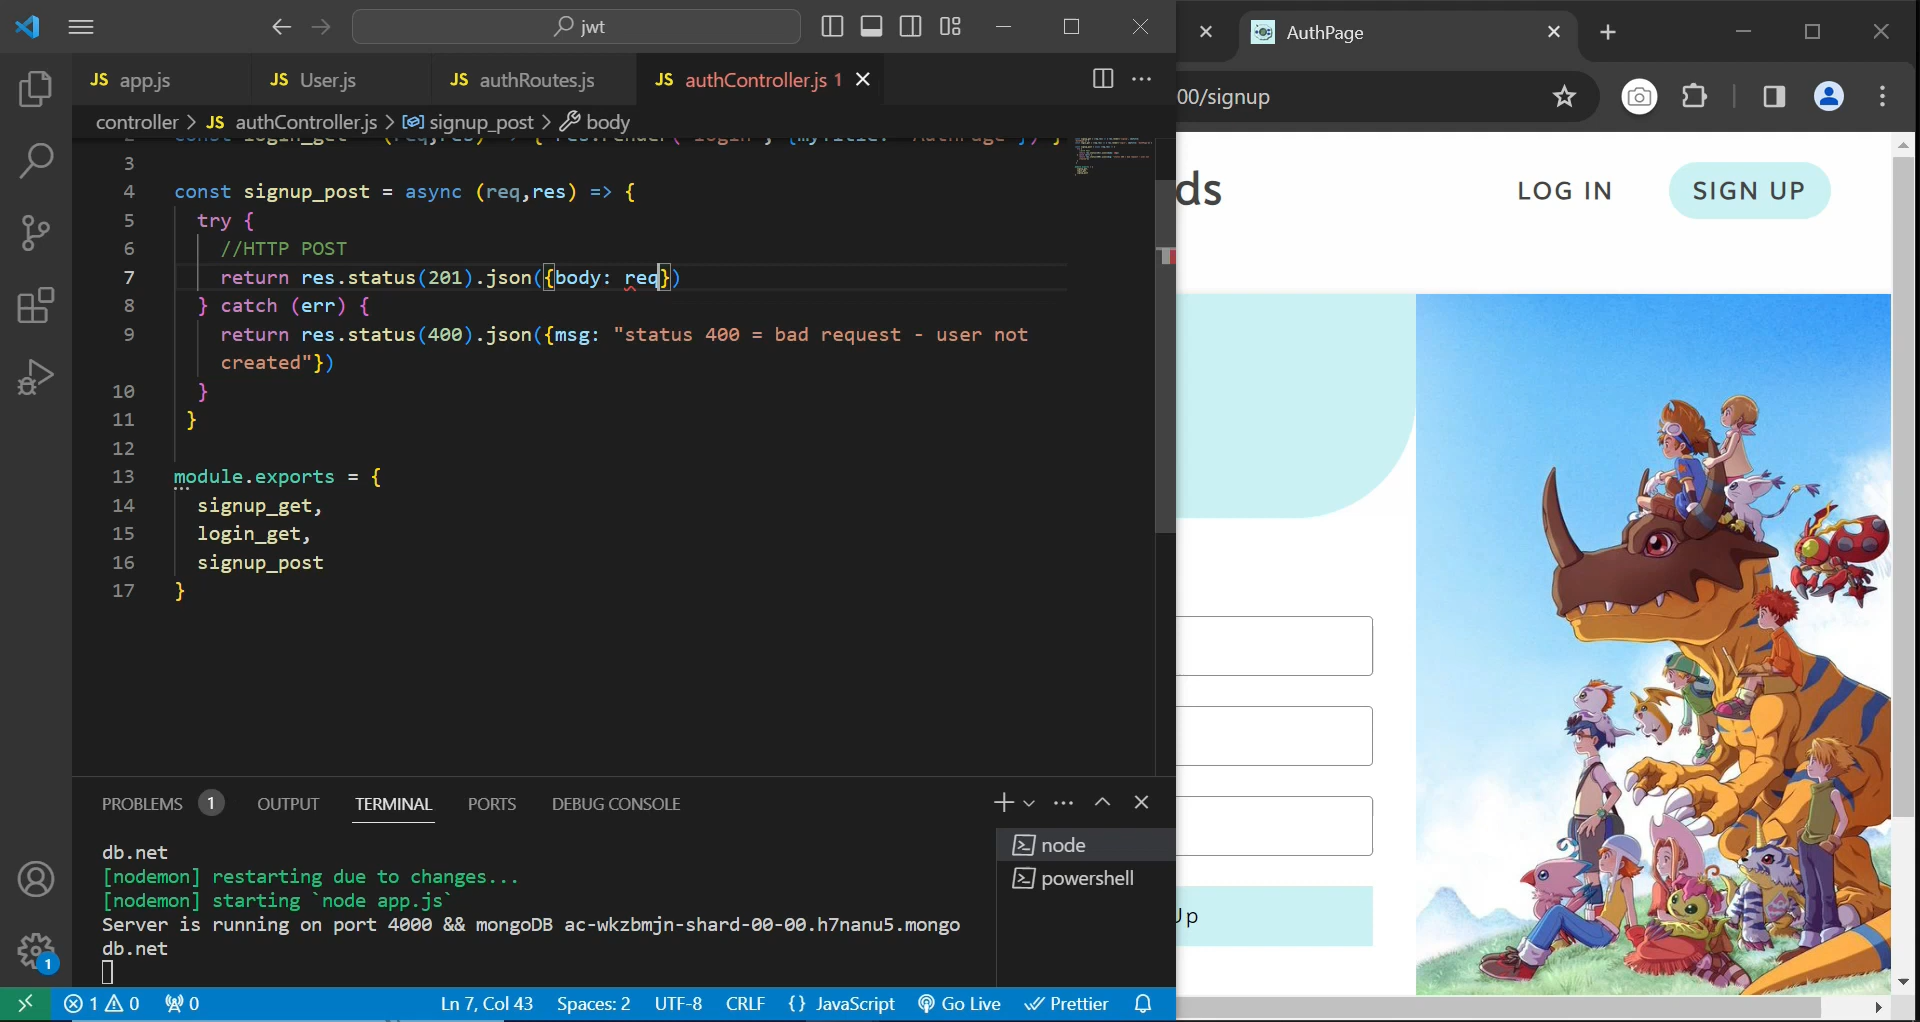 jwt
JS app.js
JS User.js
JS authRoutes.js
JS authController.js 1
controller > JS authController.js > signup_post > body
3
4 const signup_post = async (req,res) => {
5 try {
6 //HTTP POST
7 return res.status(201).json({body: req})
8 } catch (err) {
9 return res.status(400).json({msg: "status 400 = bad request - user not
created"})
10 }
11 }
12
13 module.exports = {
14 signup_get,
15 login_get,
16 signup_post
17 }
PROBLEMS 1 OUTPUT TERMINAL PORTS DEBUG CONSOLE
db.net
[nodemon] restarting due to changes...
[nodemon] starting `node app.js`
Server is running on port 4000 && mongoDB ac-wkzbmjn-shard-00-00.h7nanu5.mongo
db.net
node
powershell
1
1 0 0 Ln 7, Col 43 Spaces: 2 UTF-8 CRLF {} JavaScript Go Live Prettier
AuthPage
00/signup
ds
LOG IN
SIGN UP
Up